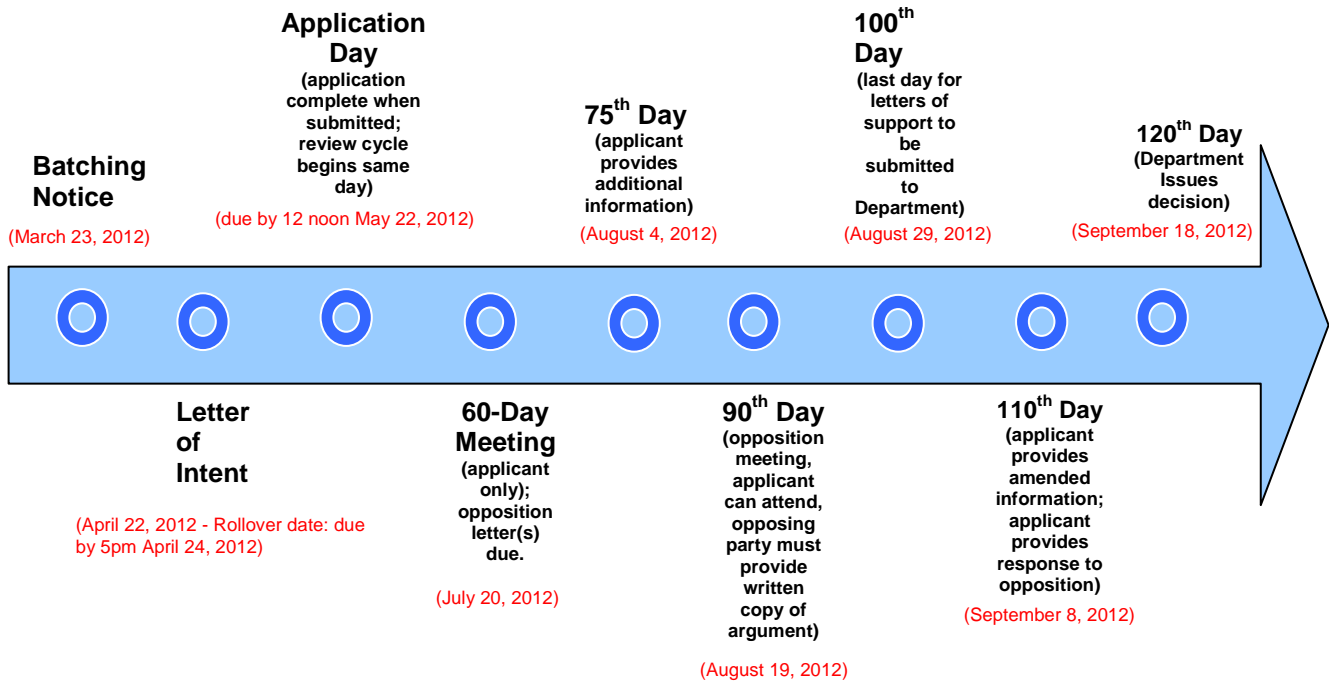 Batching
Notice
(March 23, 2012)
Letter
of
Intent
(April 22, 2012 - Rollover date: due
by 5pm April 24, 2012)
Application
Day
(application
complete when
submitted;
review cycle
begins same
day)
(due by 12 noon May 22, 2012)
60-Day
Meeting
(applicant
only);
opposition
letter(s)
due.
(July 20, 2012)
75th Day
(applicant
provides
additional
information)
(August 4, 2012)
90th Day
(opposition
meeting,
applicant
can attend,
opposing
party must
provide
written
copy of
argument)
(August 19, 2012)
100th
Day
(last day for
letters of
support to
be
submitted
to
Department)
(August 29, 2012)
110th Day
(applicant
provides
amended
information;
applicant
provides
response to
opposition)
(September 8, 2012)
120th Day
(Department
Issues
decision)
(September 18, 2012)